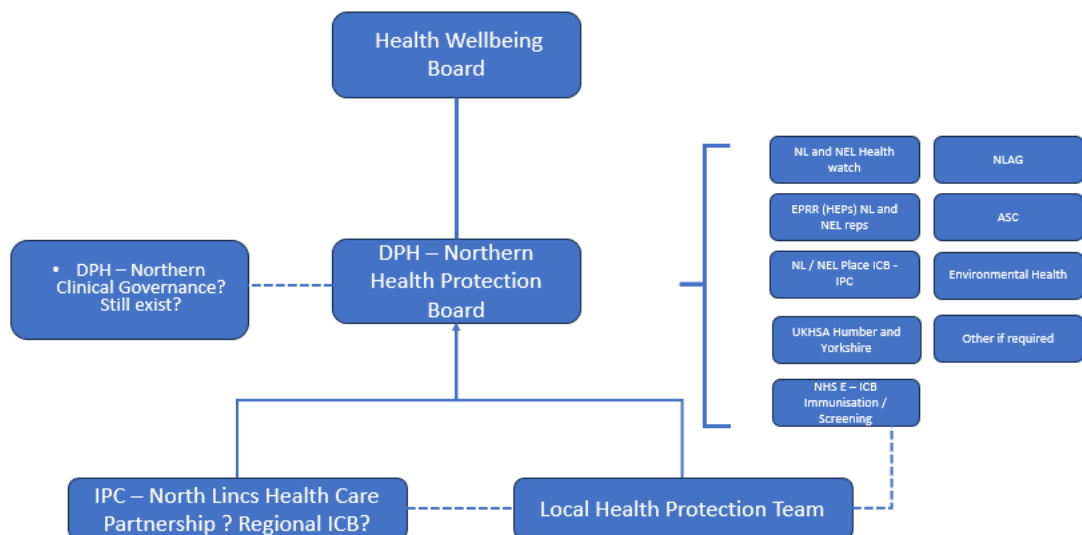 Health Wellbeing
Board
NL and NEL Health
watch
NLAG
EPRR (HEPs) NL and
NEL reps
ASC
• DPH – Northern
Clinical Governance?
Still exist?
DPH – Northern
Health Protection
Board
NL / NEL Place ICB -
IPC
Environmental Health
UKHSA Humber and
Yorkshire
Other if required
NHS E – ICB
Immunisation /
Screening
IPC – North Lincs Health Care
Partnership ? Regional ICB?
Local Health Protection Team